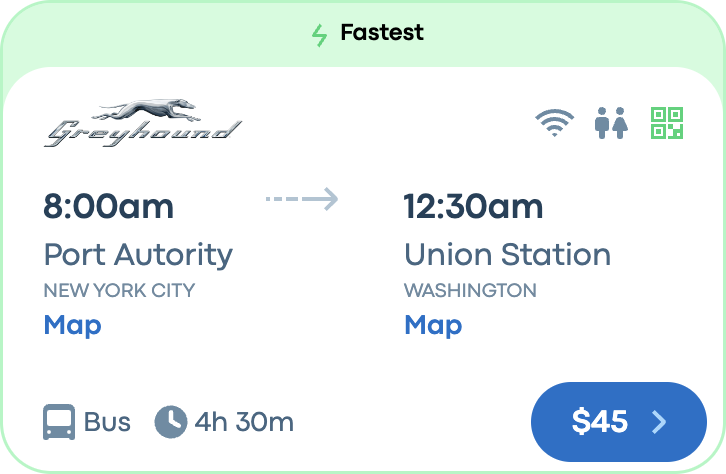 Fastest
Greyhound
8:00am
12:30am
Port Autority
Union Station
NEW YORK CITY
WASHINGTON
Map
Map
Bus
4h 30m
$45